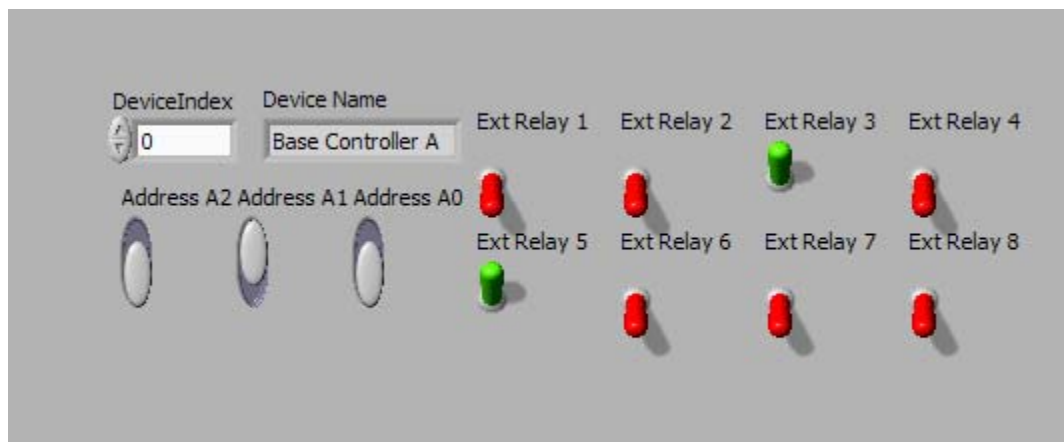 DeviceIndex Device Name
0 Base Controller A
Address A2 Address A1 Address A0
Ext Relay 1 Ext Relay 2 Ext Relay 3 Ext Relay 4
Ext Relay 5 Ext Relay 6 Ext Relay 7 Ext Relay 8